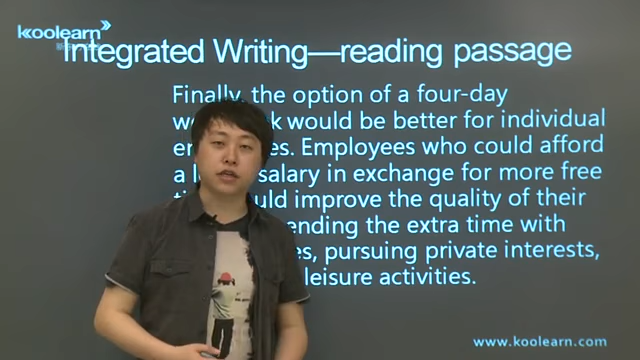 koolearn
Integrated Writing—reading passage
Finally, the option of a four-day
would be better for individual
Employees who could afford
a salary in exchange for more free
improve the quality of their
the extra time with
pursuing private interests,
leisure activities.
www.koolearn.com